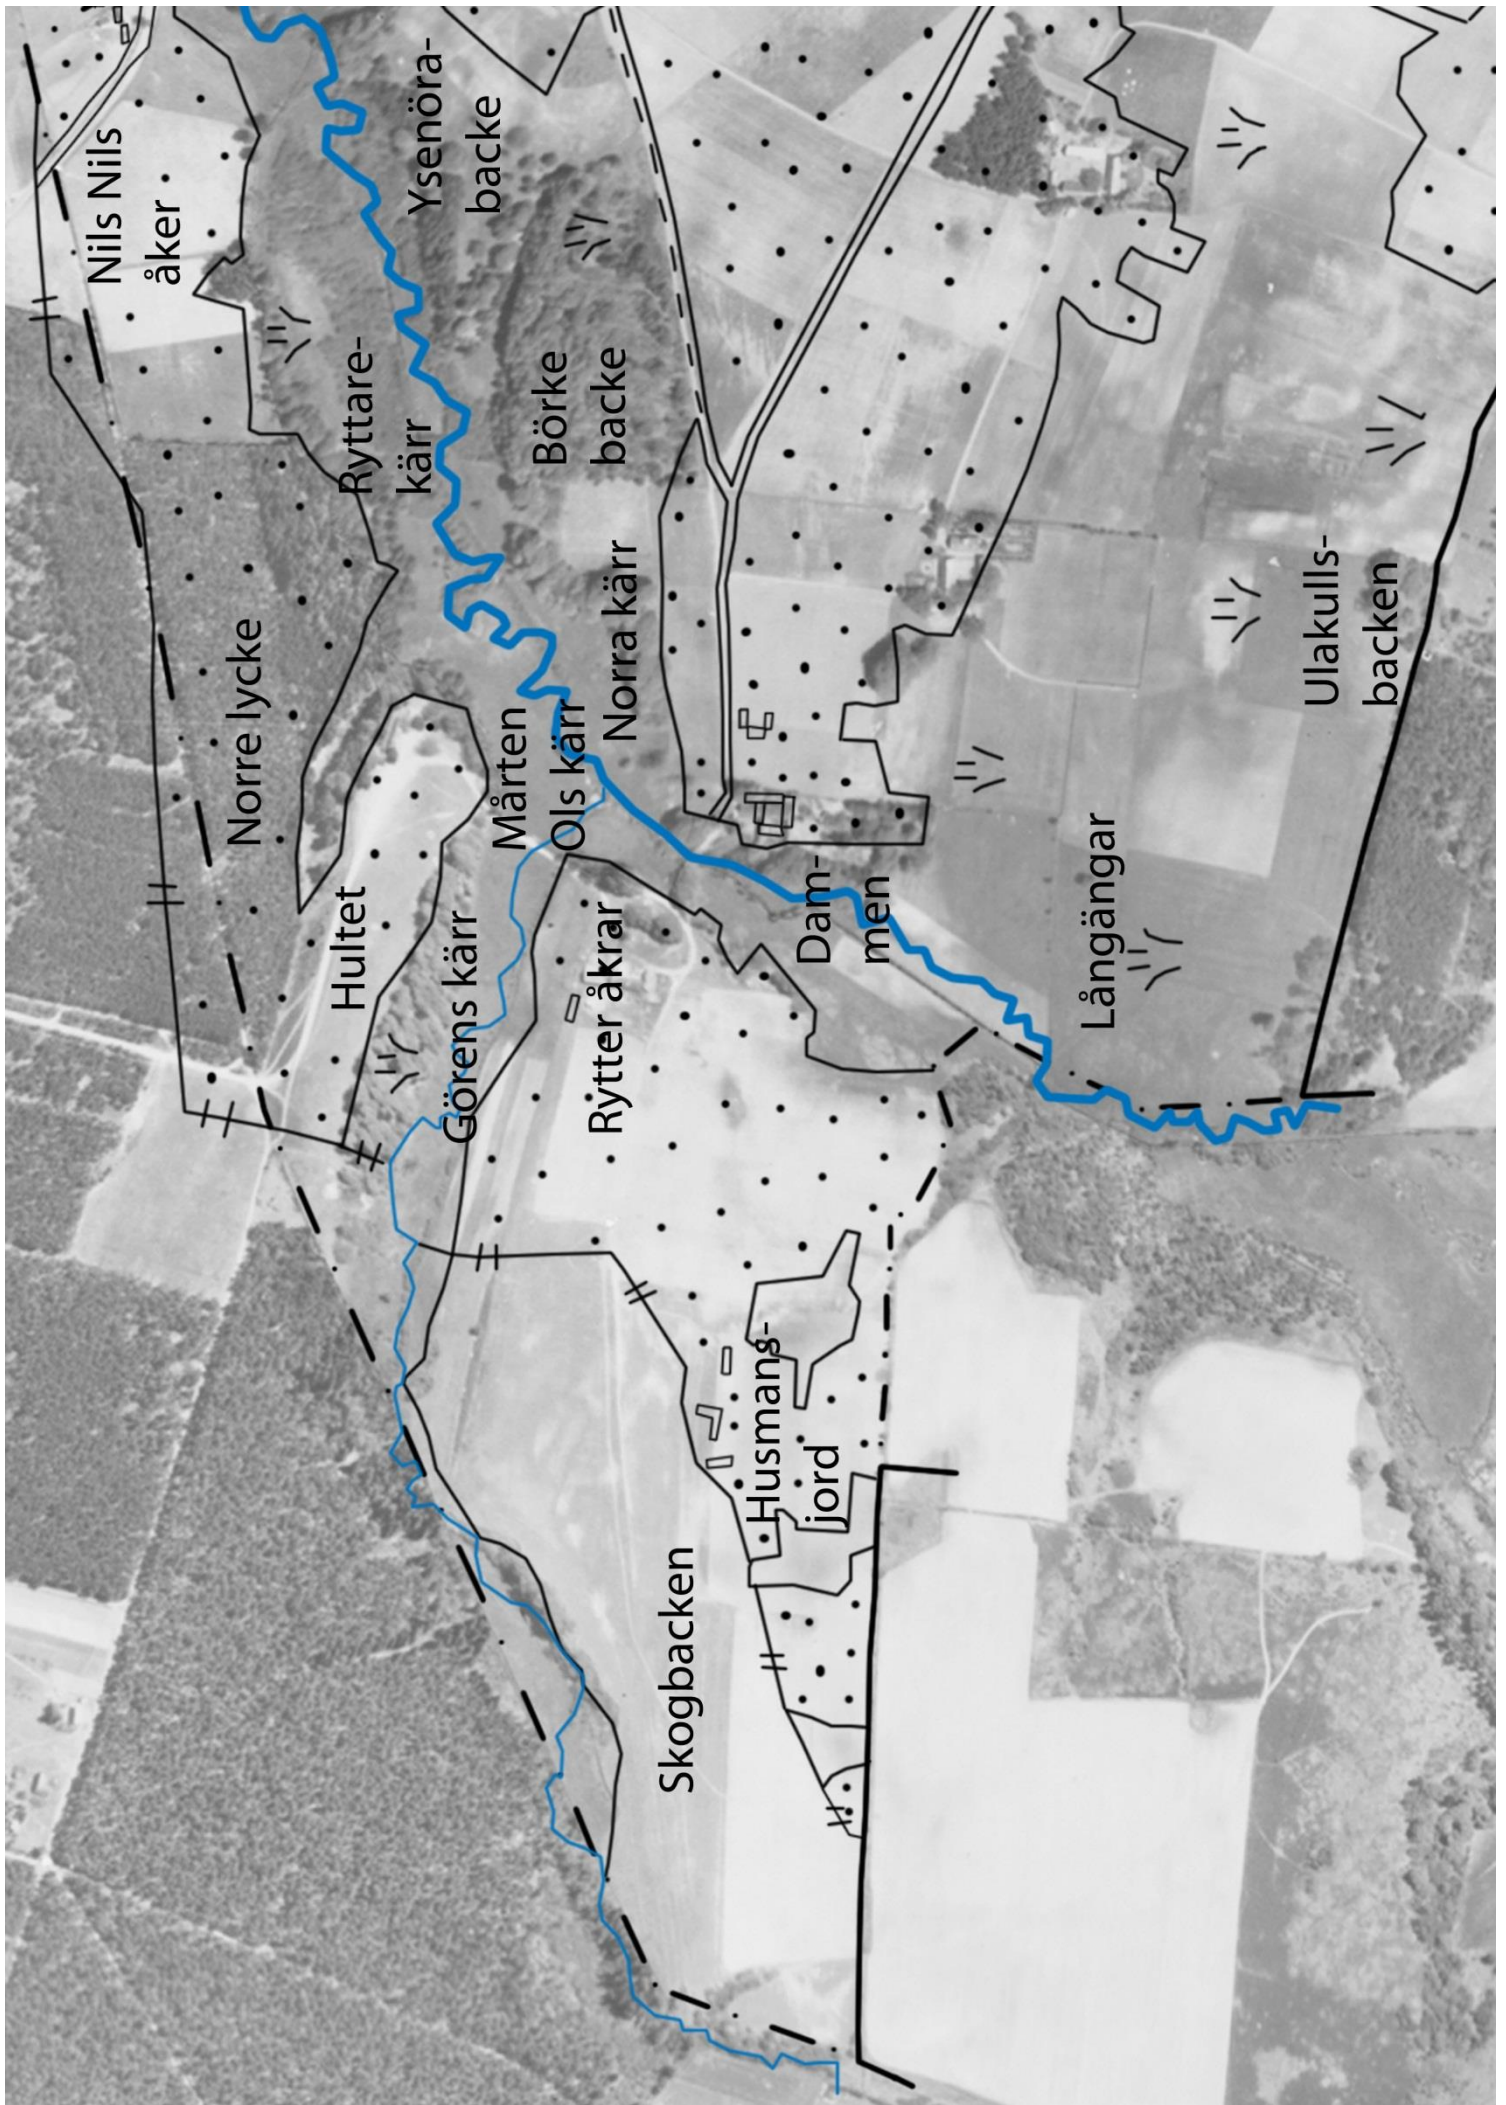 Nils Nils
åker
Norre lycke
Hultet
Ryttare-
kärr
Ysenöra-
backe
Görens kärr
Mårten
Ols kärr
Börke
backe
Rytter åkrar
Norra kärr
Skogbacken
Husmans-
jord
Dam-
men
Långängar
Ulakulls-
backen